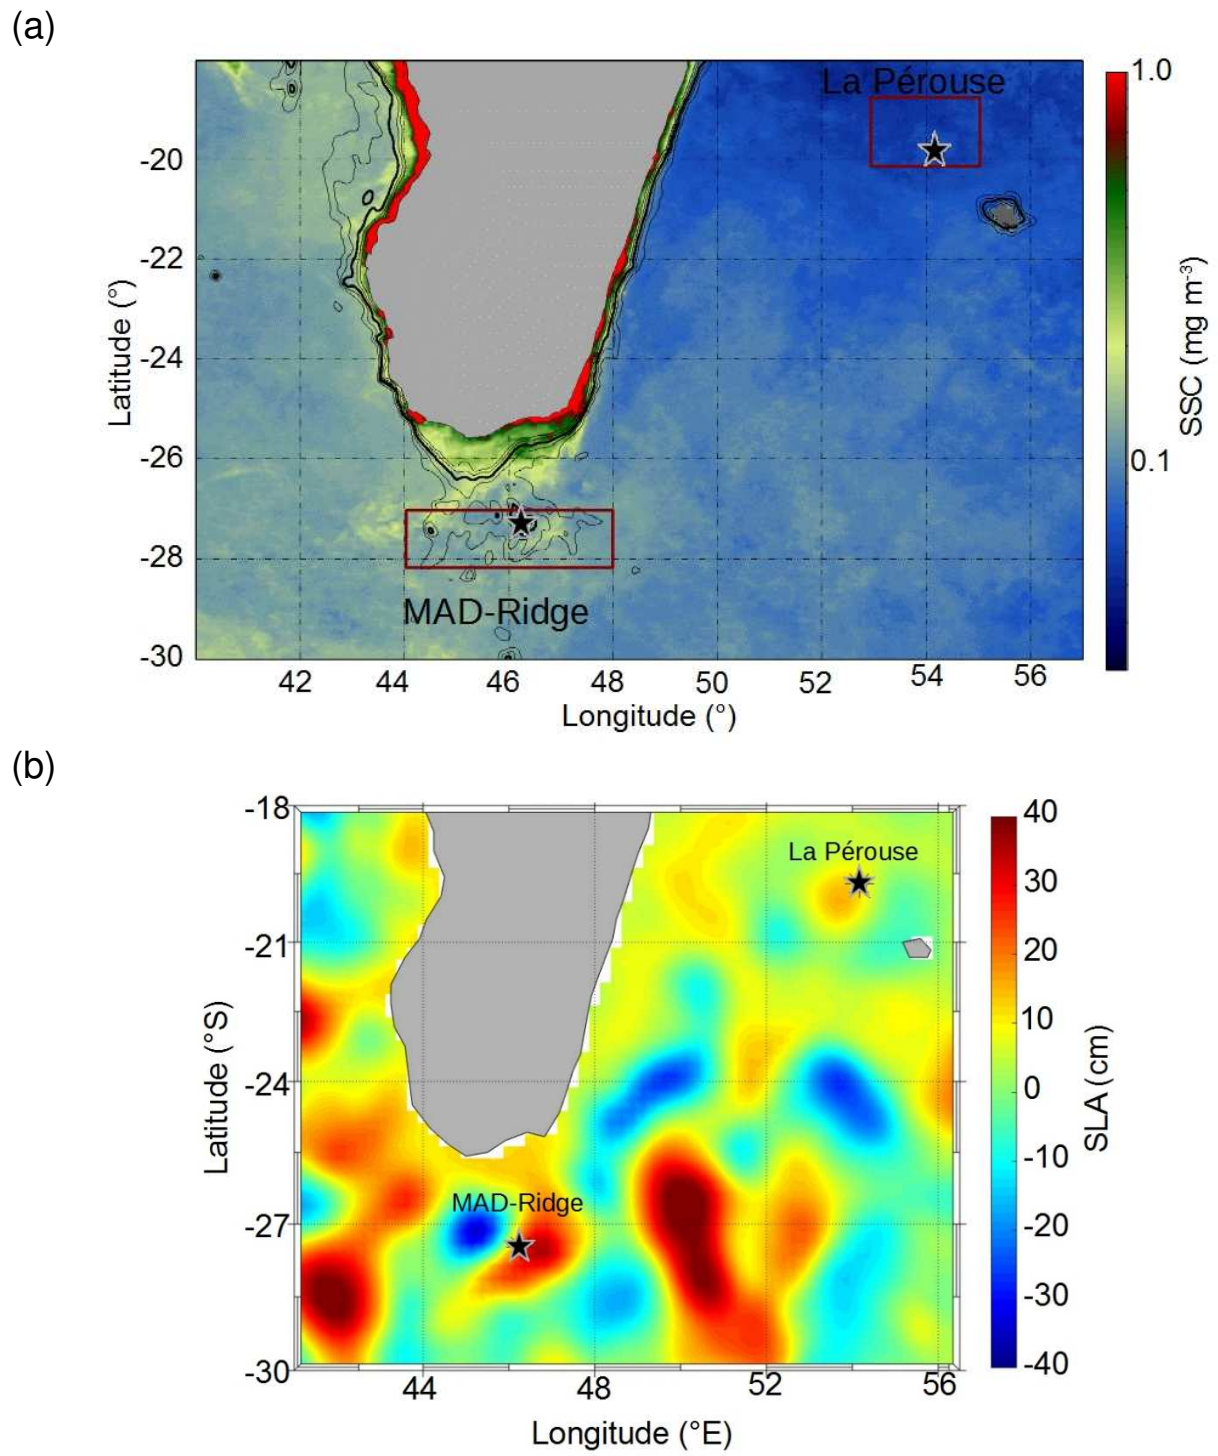 (a)
La Pérouse
1.0
-20
-22
-24
-26
-28
-30
Latitude (°)
SSC (mg m⁻³)
0.1
MAD-Ridge
42 44 46 48 50 52 54 56
Longitude (°)
(b)
-18
-21
-24
-27
-30
Latitude (°S)
La Pérouse
MAD-Ridge
40
30
20
10
0
-10
-20
-30
-40
SLA (cm)
44 48 52 56
Longitude (°E)